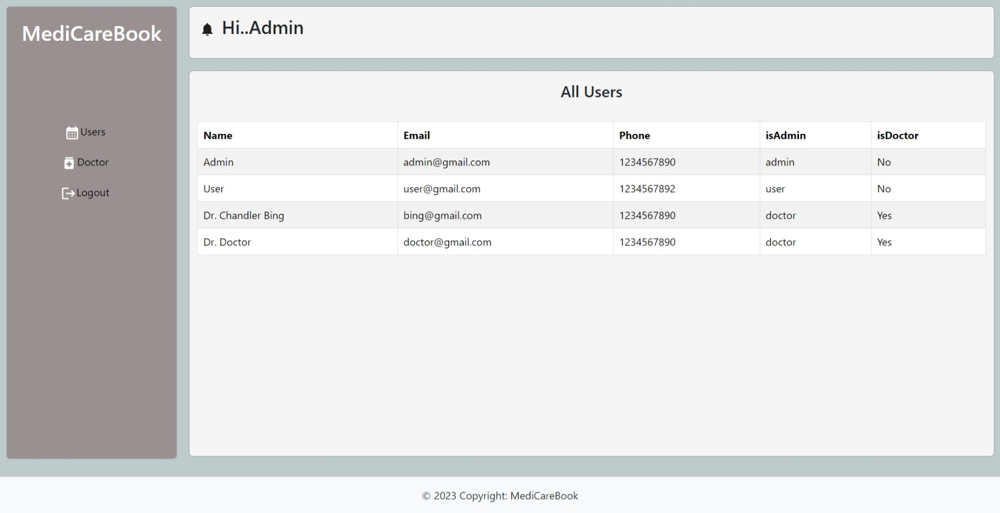 MediCareBook
Users
Doctor
Logout
Hi..Admin
All Users
Name Email Phone isAdmin isDoctor
Admin admin@gmail.com 1234567890 admin No
User user@gmail.com 1234567892 user No
Dr. Chandler Bing bing@gmail.com 1234567890 doctor Yes
Dr. Doctor doctor@gmail.com 1234567890 doctor Yes
© 2023 Copyright: MediCareBook